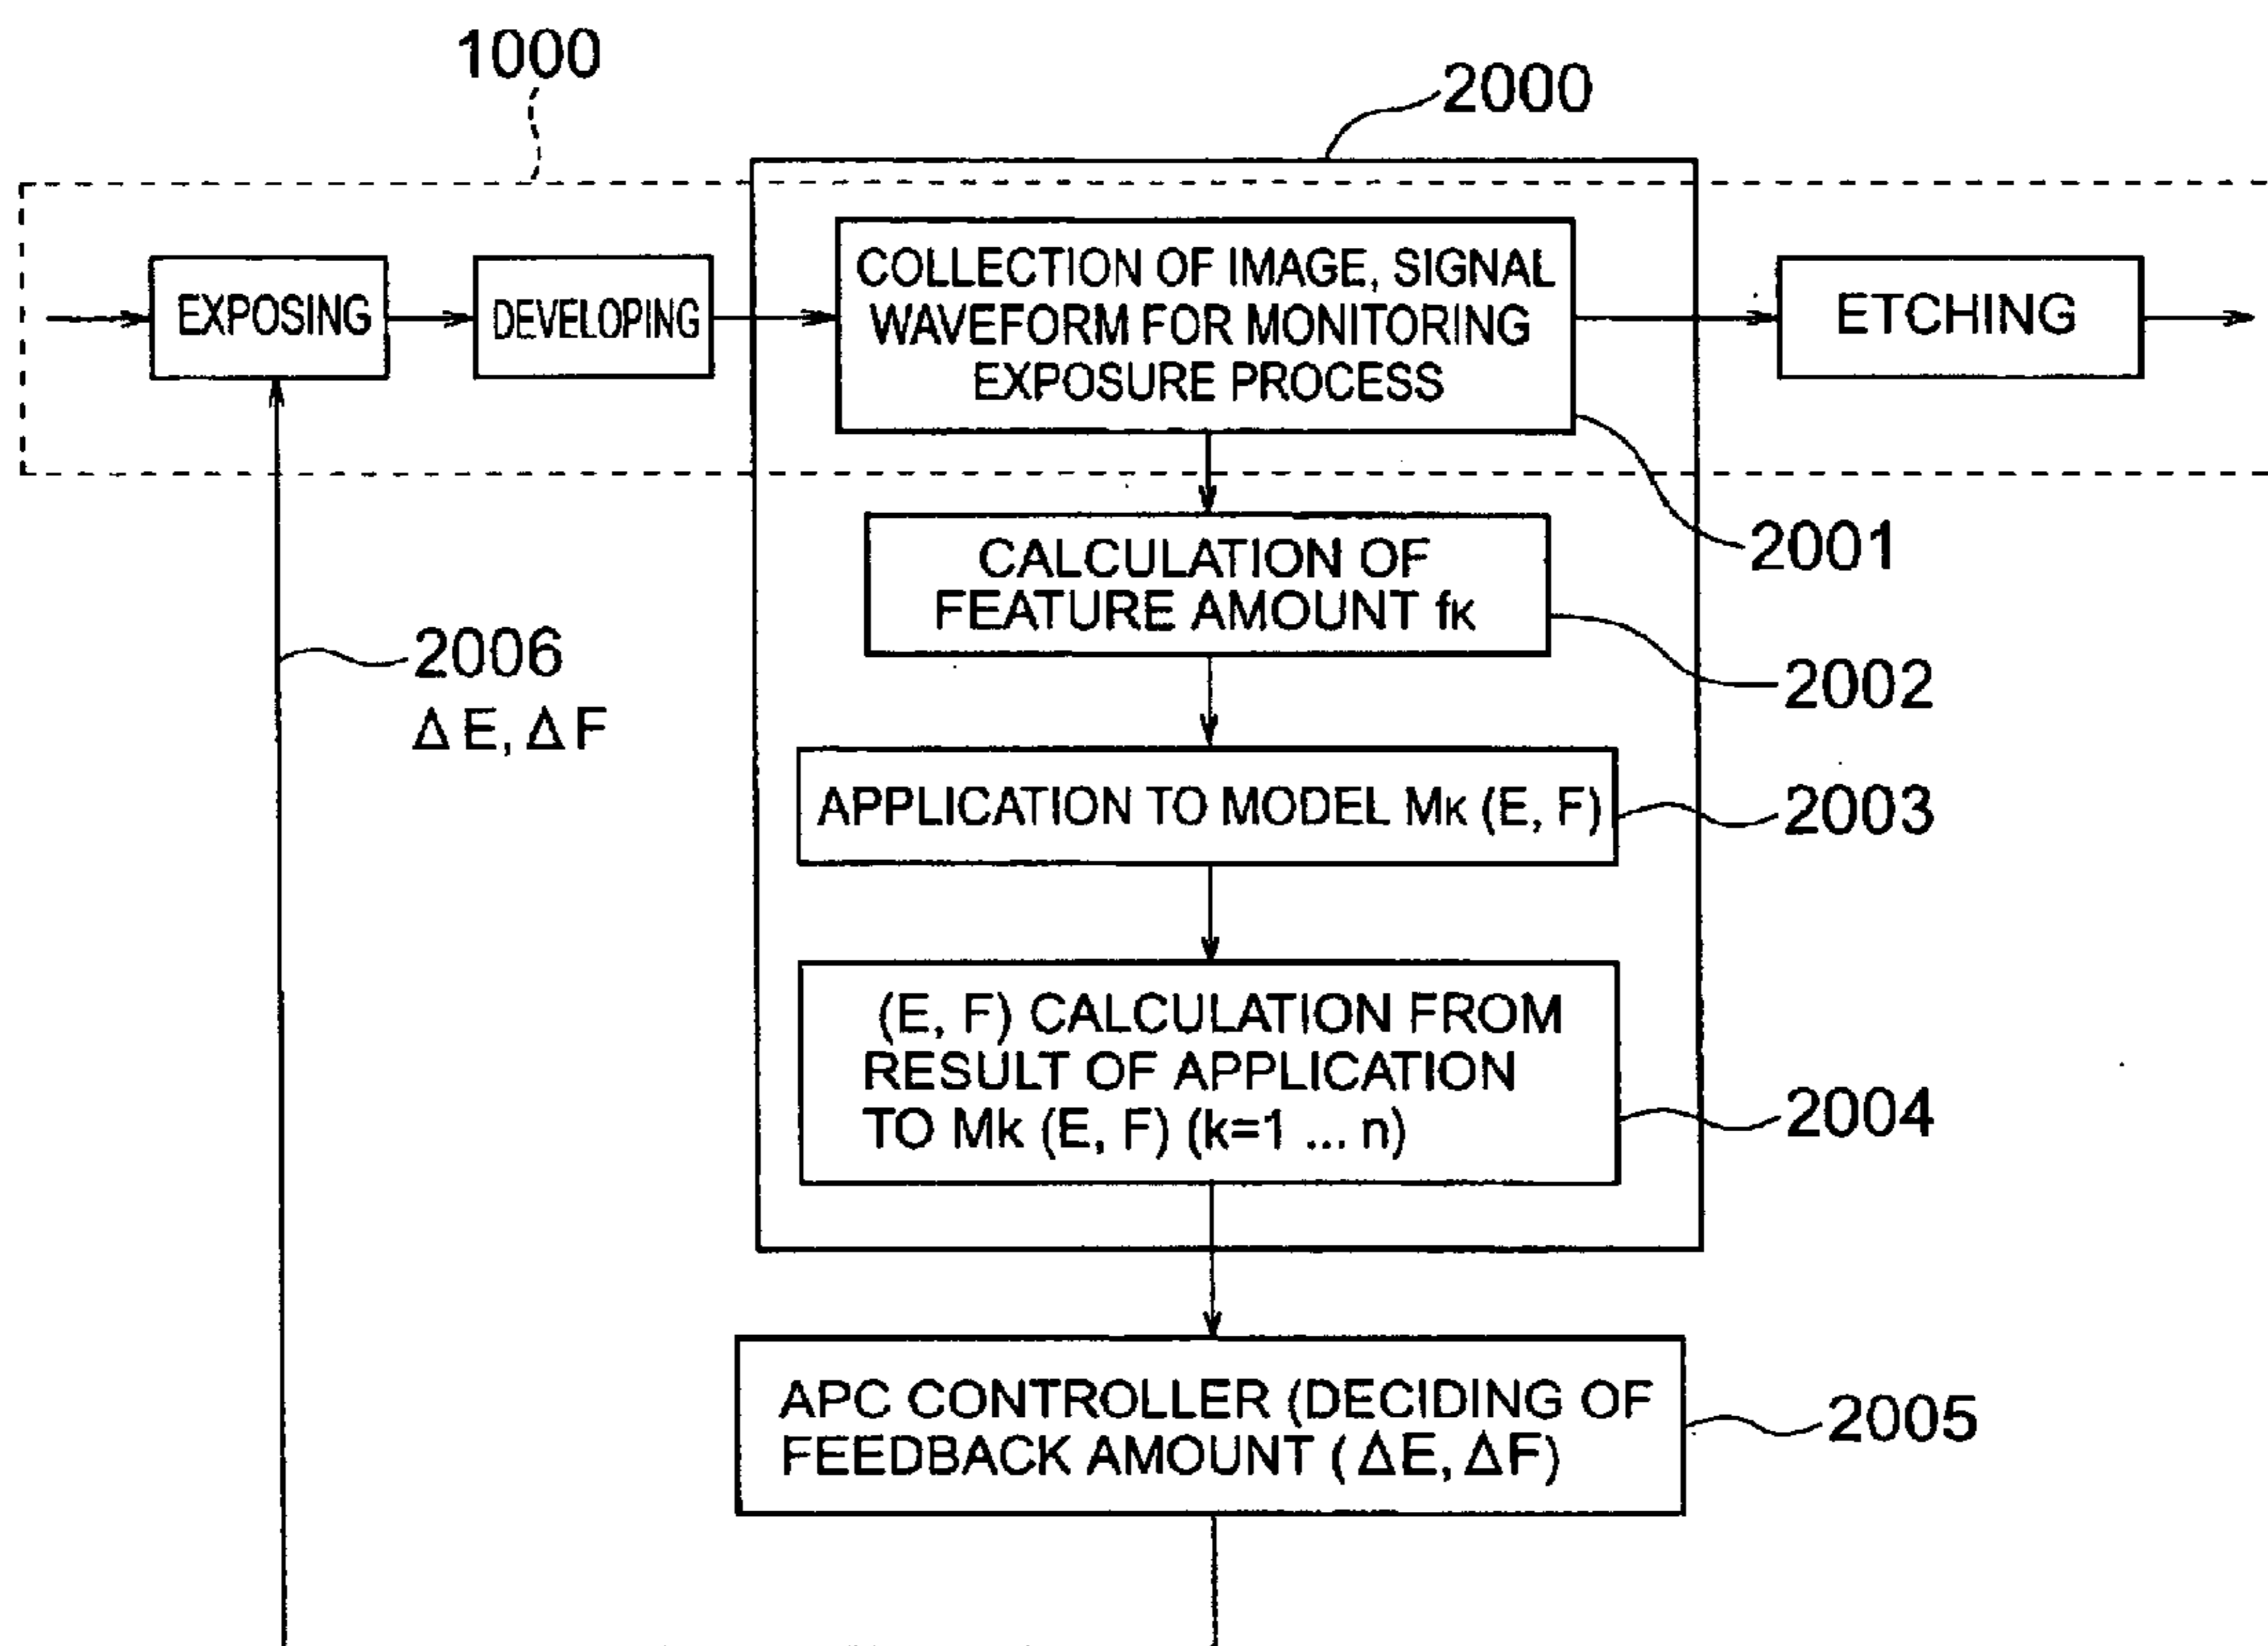 1000
2000
EXPOSING
DEVELOPING
COLLECTION OF IMAGE, SIGNAL
WAVEFORM FOR MONITORING
EXPOSURE PROCESS
ETCHING
2001
CALCULATION OF
FEATURE AMOUNT fK
2002
2006
ΔE, ΔF
APPLICATION TO MODEL MK (E, F)
2003
(E, F) CALCULATION FROM
RESULT OF APPLICATION
TO Mk (E, F) (k=1 ... n)
2004
APC CONTROLLER (DECIDING OF
FEEDBACK AMOUNT (ΔE, ΔF)
2005